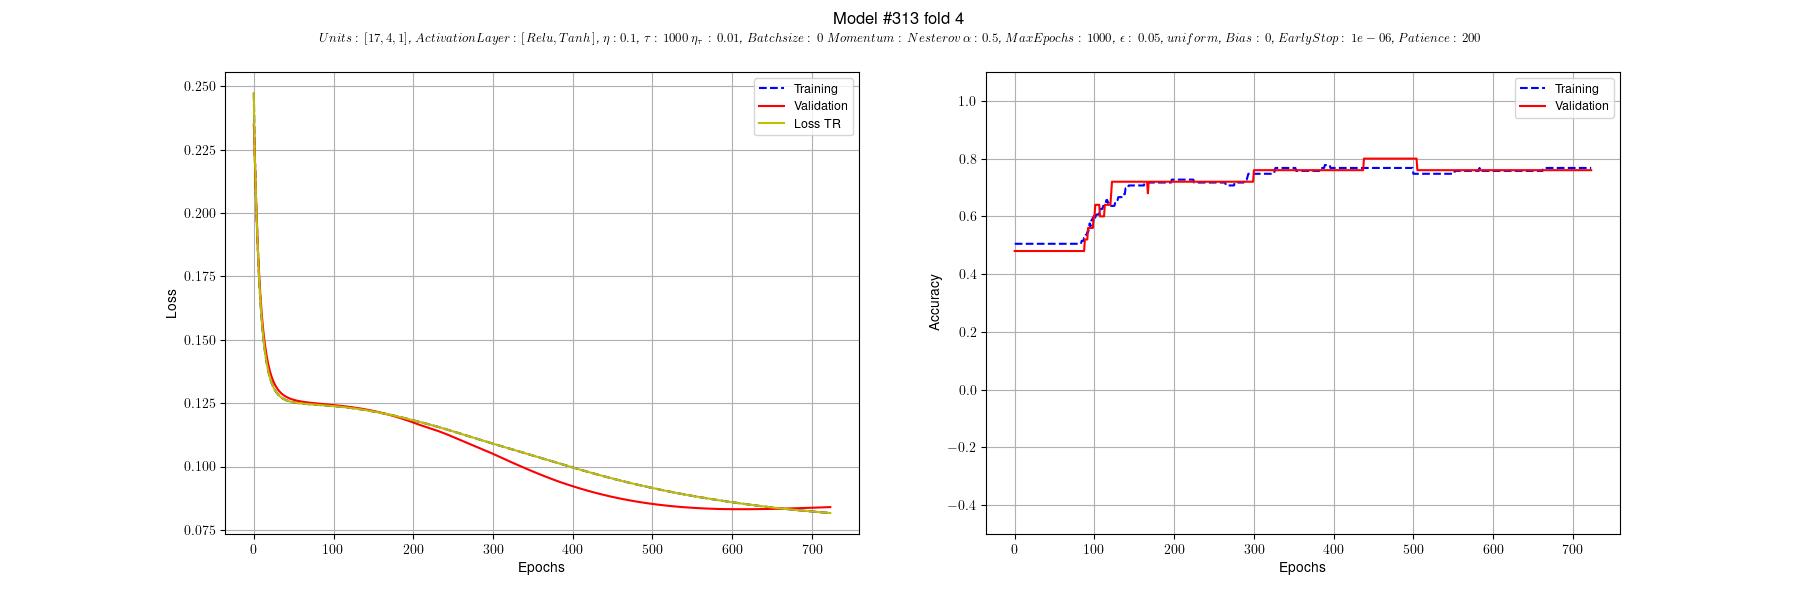 Model #313 fold 4
Units : [17, 4, 1], ActivationLayer : [Relu, Tanh], η : 0.1, τ : 1000 ητ : 0.01, Batchsize : 0 Momentum : Nesterov α : 0.5, MaxEpochs : 1000, ϵ : 0.05, uniform, Bias : 0, EarlyStop : 1e − 06, Patience : 200
Training
Validation
Loss TR
0.250
0.225
0.200
0.175
0.150
0.125
0.100
0.075
Loss
0 100 200 300 400 500 600 700
Epochs
Training
Validation
1.0
0.8
0.6
0.4
0.2
0.0
−0.2
−0.4
Accuracy
0 100 200 300 400 500 600 700
Epochs